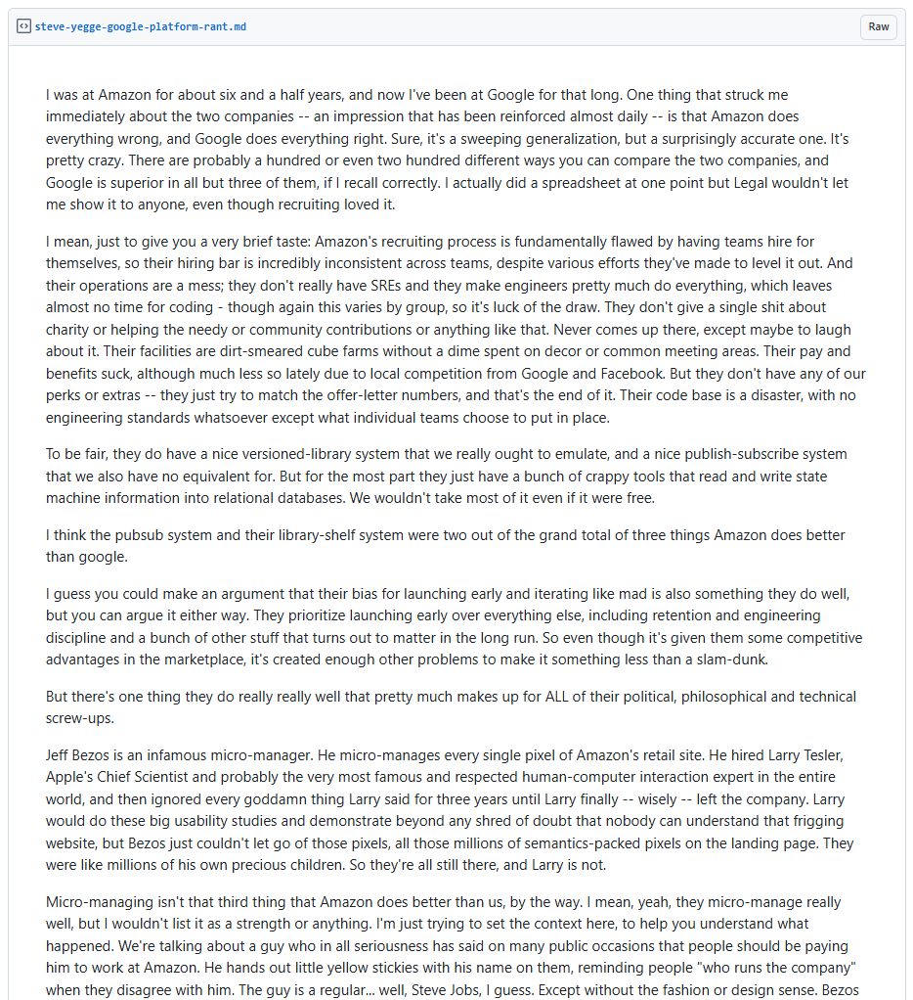 steve-yegge-google-platform-rant.md
Raw
I was at Amazon for about six and a half years, and now I've been at Google for that long. One thing that struck me
immediately about the two companies -- an impression that has been reinforced almost daily -- is that Amazon does
everything wrong, and Google does everything right. Sure, it's a sweeping generalization, but a surprisingly accurate one. It's
pretty crazy. There are probably a hundred or even two hundred different ways you can compare the two companies, and
Google is superior in all but three of them, if I recall correctly. I actually did a spreadsheet at one point but Legal wouldn't let
me show it to anyone, even though recruiting loved it.
I mean, just to give you a very brief taste: Amazon's recruiting process is fundamentally flawed by having teams hire for
themselves, so their hiring bar is incredibly inconsistent across teams, despite various efforts they've made to level it out. And
their operations are a mess; they don't really have SREs and they make engineers pretty much do everything, which leaves
almost no time for coding - though again this varies by group, so it's luck of the draw. They don't give a single shit about
charity or helping the needy or community contributions or anything like that. Never comes up there, except maybe to laugh
about it. Their facilities are dirt-smeared cube farms without a dime spent on decor or common meeting areas. Their pay and
benefits suck, although much less so lately due to local competition from Google and Facebook. But they don't have any of our
perks or extras -- they just try to match the offer-letter numbers, and that's the end of it. Their code base is a disaster, with no
engineering standards whatsoever except what individual teams choose to put in place.
To be fair, they do have a nice versioned-library system that we really ought to emulate, and a nice publish-subscribe system
that we also have no equivalent for. But for the most part they just have a bunch of crappy tools that read and write state
machine information into relational databases. We wouldn't take most of it even if it were free.
I think the pubsub system and their library-shelf system were two out of the grand total of three things Amazon does better
than google.
I guess you could make an argument that their bias for launching early and iterating like mad is also something they do well,
but you can argue it either way. They prioritize launching early over everything else, including retention and engineering
discipline and a bunch of other stuff that turns out to matter in the long run. So even though it's given them some competitive
advantages in the marketplace, it's created enough other problems to make it something less than a slam-dunk.
But there's one thing they do really really well that pretty much makes up for ALL of their political, philosophical and technical
screw-ups.
Jeff Bezos is an infamous micro-manager. He micro-manages every single pixel of Amazon's retail site. He hired Larry Tesler,
Apple's Chief Scientist and probably the very most famous and respected human-computer interaction expert in the entire
world, and then ignored every goddamn thing Larry said for three years until Larry finally -- wisely -- left the company. Larry
would do these big usability studies and demonstrate beyond any shred of doubt that nobody can understand that frigging
website, but Bezos just couldn't let go of those pixels, all those millions of semantics-packed pixels on the landing page. They
were like millions of his own precious children. So they're all still there, and Larry is not.
Micro-managing isn't that third thing that Amazon does better than us, by the way. I mean, yeah, they micro-manage really
well, but I wouldn't list it as a strength or anything. I'm just trying to set the context here, to help you understand what
happened. We're talking about a guy who in all seriousness has said on many public occasions that people should be paying
him to work at Amazon. He hands out little yellow stickies with his name on them, reminding people "who runs the company"
when they disagree with him. The guy is a regular... well, Steve Jobs, I guess. Except without the fashion or design sense. Bezos